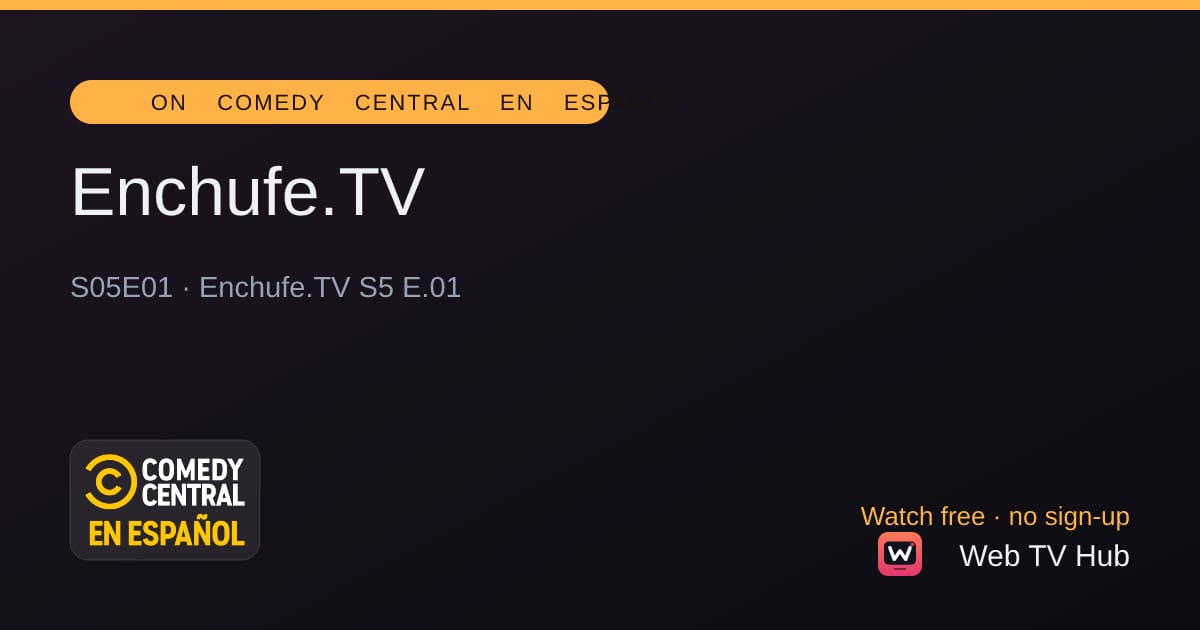 ON COMEDY CENTRAL EN ESPAÑOL
Enchufe.TV
S05E01 · Enchufe.TV S5 E.01
COMEDY
CENTRAL
EN ESPAÑOL
Watch free · no sign-up
W
Web TV Hub